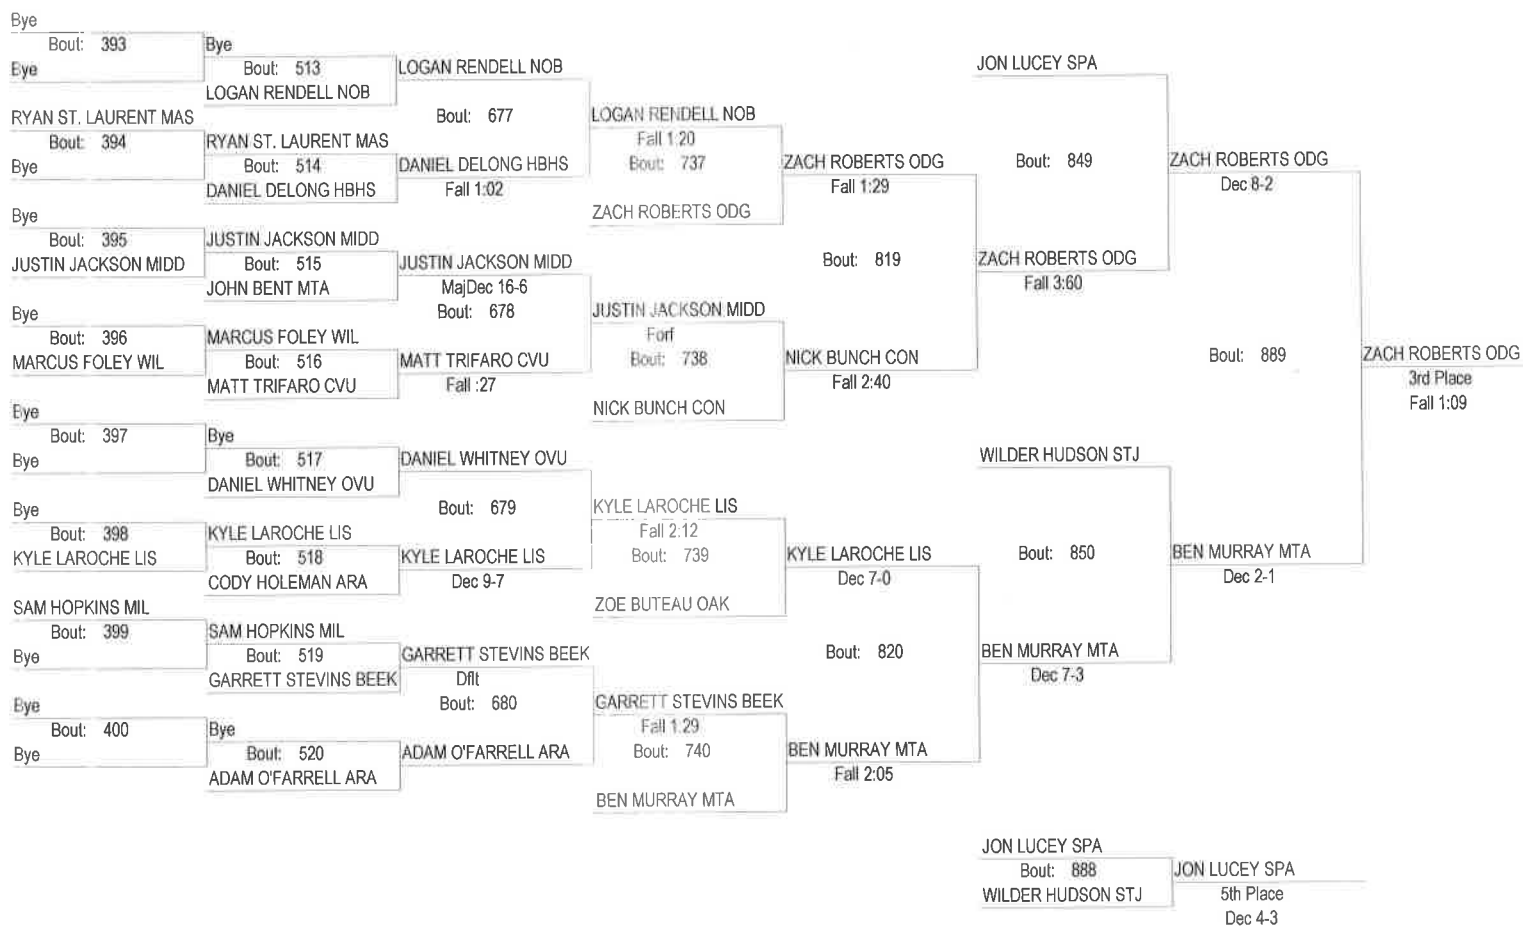 Bye
Bout: 393
Bye
Bye
Bout: 513
LOGAN RENDELL NOB
LOGAN RENDELL NOB
RYAN ST. LAURENT MAS
Bout: 394
Bye
RYAN ST. LAURENT MAS
Bout: 514
DANIEL DELONG HBHS
Bout: 677
DANIEL DELONG HBHS
Fall 1:02
LOGAN RENDELL NOB
Fall 1:20
Bout: 737
ZACH ROBERTS ODG
Bye
Bout: 395
JUSTIN JACKSON MIDD
JUSTIN JACKSON MIDD
Bout: 515
JOHN BENT MTA
JUSTIN JACKSON MIDD
MajDec 16-6
Bout: 678
Bye
Bout: 396
MARCUS FOLEY WIL
MARCUS FOLEY WIL
Bout: 516
MATT TRIFARO CVU
MATT TRIFARO CVU
Fall :27
JUSTIN JACKSON MIDD
Forf
Bout: 738
NICK BUNCH CON
ZACH ROBERTS ODG
Fall 1:29
Bout: 819
NICK BUNCH CON
Fall 2:40
JON LUCEY SPA
Bout: 849
ZACH ROBERTS ODG
Fall 3:60
ZACH ROBERTS ODG
Dec 8-2
Bout: 889
ZACH ROBERTS ODG
3rd Place
Fall 1:09
Bye
Bout: 397
Bye
Bye
Bout: 517
DANIEL WHITNEY OVU
DANIEL WHITNEY OVU
Bout: 679
Bye
Bout: 398
KYLE LAROCHE LIS
KYLE LAROCHE LIS
Bout: 518
CODY HOLEMAN ARA
KYLE LAROCHE LIS
Dec 9-7
KYLE LAROCHE LIS
Fall 2:12
Bout: 739
ZOE BUTEAU OAK
SAM HOPKINS MIL
Bout: 399
Bye
SAM HOPKINS MIL
Bout: 519
GARRETT STEVINS BEEK
GARRETT STEVINS BEEK
Dflt
Bout: 680
Bye
Bout: 400
Bye
Bye
Bout: 520
ADAM O'FARRELL ARA
ADAM O'FARRELL ARA
GARRETT STEVINS BEEK
Fall 1:29
Bout: 740
BEN MURRAY MTA
KYLE LAROCHE LIS
Dec 7-0
Bout: 820
BEN MURRAY MTA
Fall 2:05
WILDER HUDSON STJ
Bout: 850
BEN MURRAY MTA
Dec 7-3
BEN MURRAY MTA
Dec 2-1
JON LUCEY SPA
Bout: 888
WILDER HUDSON STJ
JON LUCEY SPA
5th Place
Dec 4-3